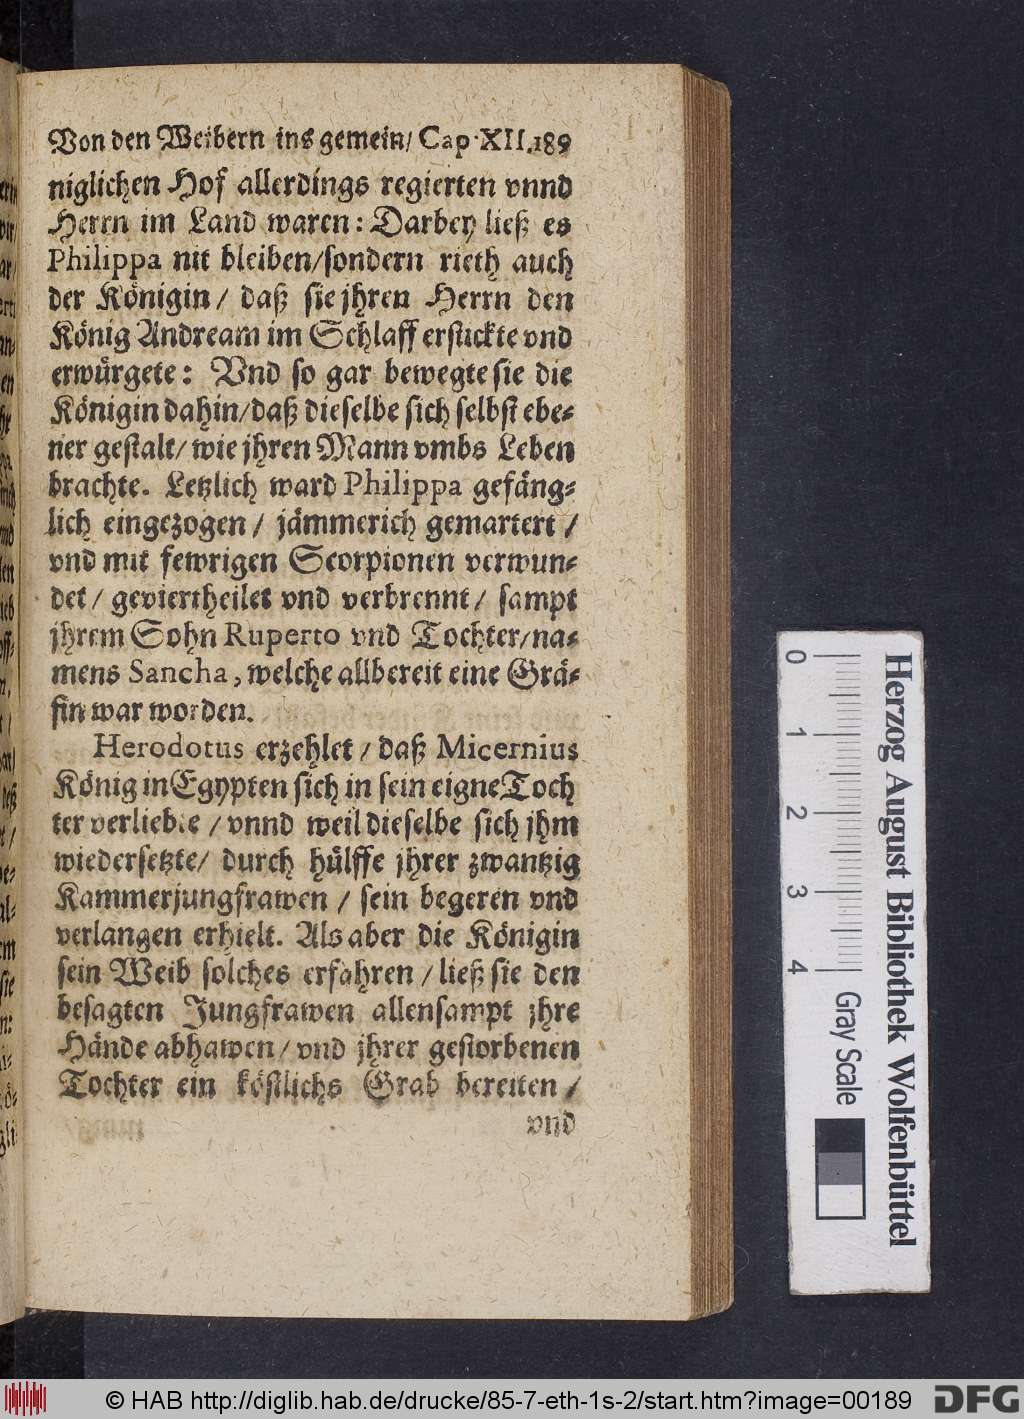 Von den Weibern ins gemein/ Cap. XII. 189
niglichen Hof allerdings regierten vnnd
Herrn im Land waren: Darbey ließ es
Philippa nit bleiben/sondern rieth auch
der Königin / daß sie jhren Herrn den
König Andream im Schlaff erstickte vnd
erwürgete: Vnd so gar bewegte sie die
Königin dahin/daß dieselbe sich selbst ebe-
ner gestalt/ wie jhren Mann vmbs Leben
brachte. Letzlich ward Philippa gefäng-
lich eingezogen / jämmerich gemartert /
vnd mit fewrigen Scorpionen verwun-
det / geviertheilet vnd verbrennt / sampt
jhrem Sohn Ruperto vnd Tochter/na-
mens Sancha, welche allbereit eine Grä-
fin war worden.
Herodotus erzehlet / daß Micernius
König in Egypten sich in sein eigne Toch
ter verliebte / vnnd weil dieselbe sich jhm
wiedersetzte/ durch hülffe jhrer zwantzig
Kammerjungfrawen / sein begeren vnd
verlangen erhielt. Als aber die Königin
sein Weib solches erfahren / ließ sie den
besagten Jungfrawen allensampt jhre
Hände abhawen / vnd jhrer gestorbenen
Tochter ein köstlichs Grab bereiten /
vnd
0 1 2 3 4 Gray Scale
Herzog August Bibliothek Wolfenbüttel
© HAB http://diglib.hab.de/drucke/85-7-eth-1s-2/start.htm?image=00189 DFG